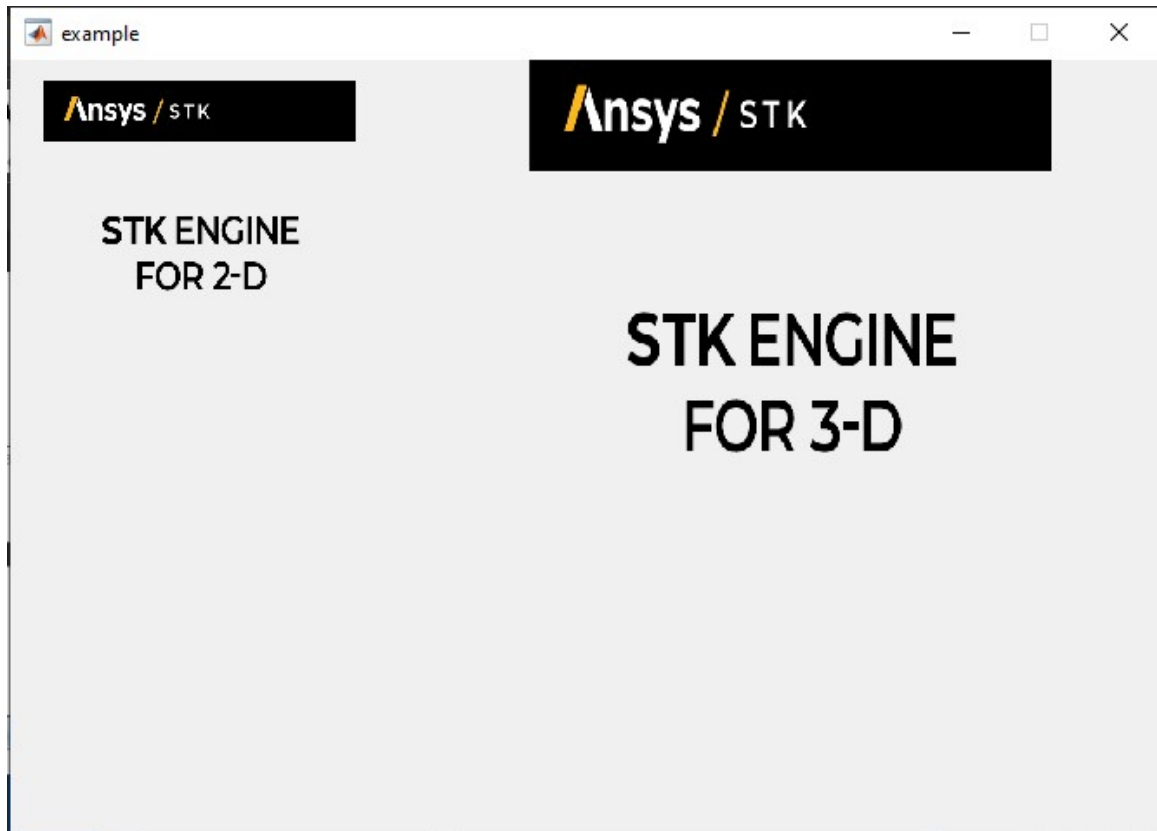 example
Ansys / STK
STK ENGINE
FOR 2-D
Ansys / STK
STK ENGINE
FOR 3-D